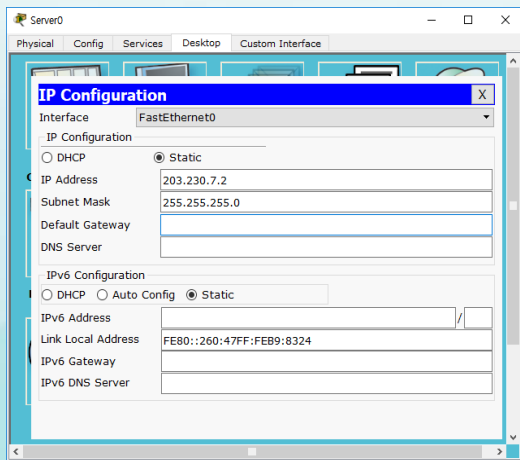 Server0
Physical Config Services Desktop Custom Interface
IP Configuration X
Interface FastEthernet0
IP Configuration
DHCP Static
IP Address 203.230.7.2
Subnet Mask 255.255.255.0
Default Gateway
DNS Server
IPv6 Configuration
DHCP Auto Config Static
IPv6 Address /
Link Local Address FE80::260:47FF:FEB9:8324
IPv6 Gateway
IPv6 DNS Server